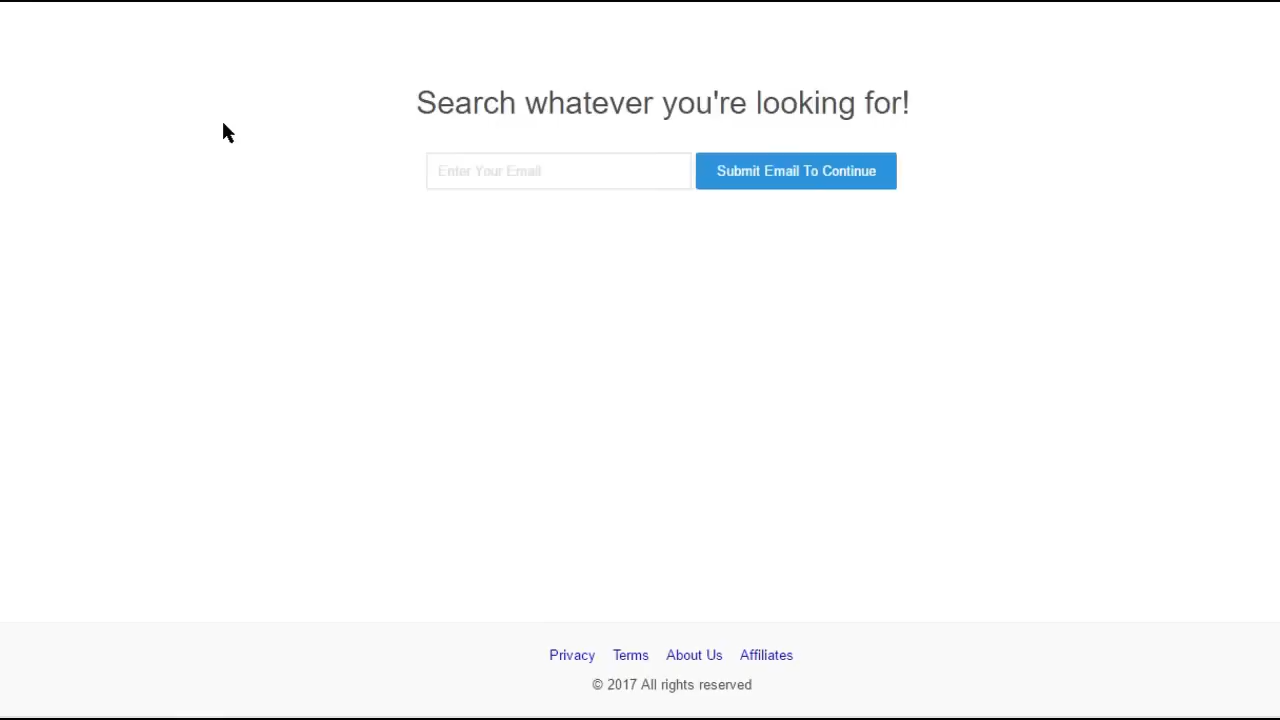 Search whatever you're looking for!
Enter Your Email
Submit Email To Continue
Privacy Terms About Us Affiliates
© 2017 All rights reserved